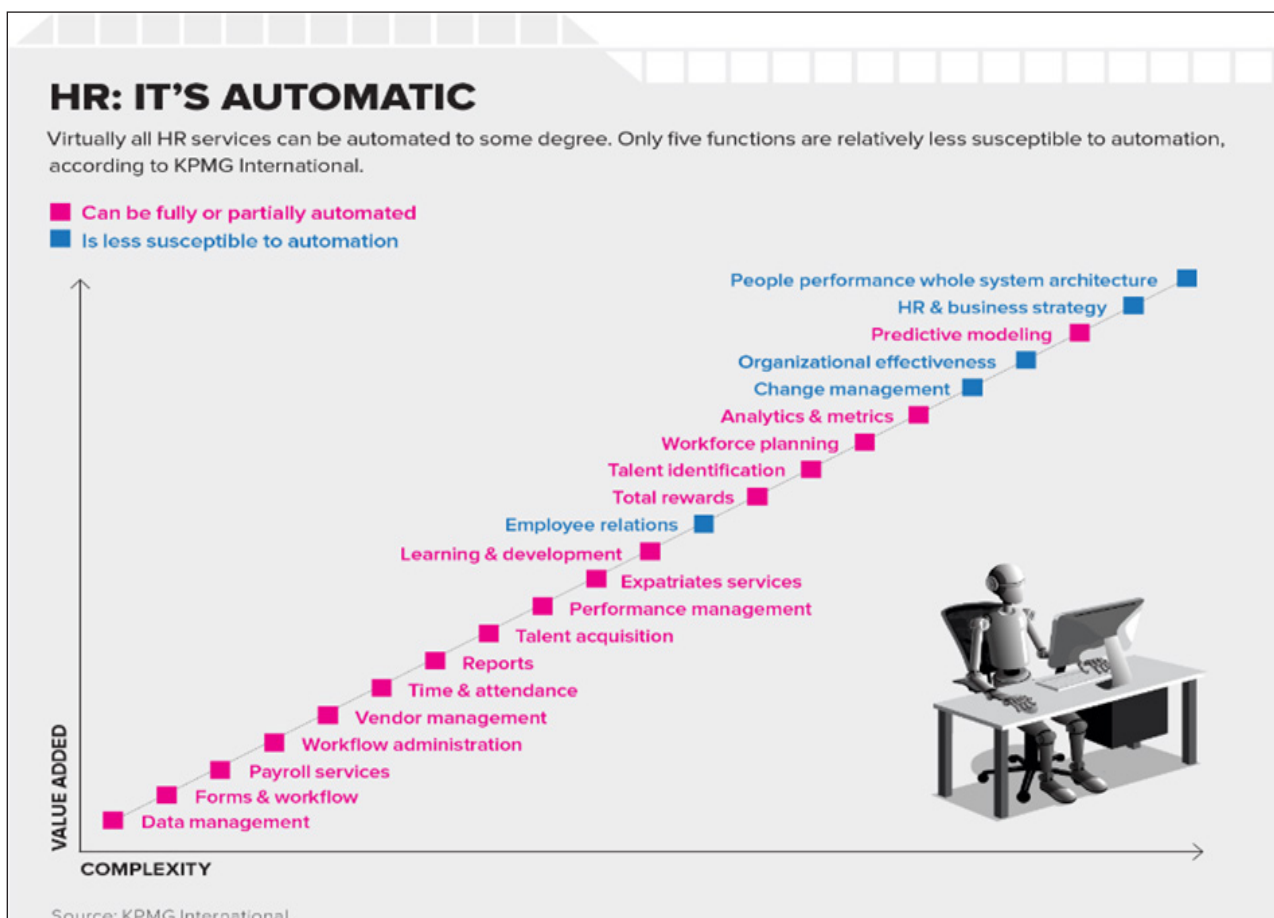 HR: IT'S AUTOMATIC
Virtually all HR services can be automated to some degree. Only five functions are relatively less susceptible to automation,
according to KPMG International.
Can be fully or partially automated
Is less susceptible to automation
People performance whole system architecture
HR & business strategy
Predictive modeling
Organizational effectiveness
Change management
Analytics & metrics
Workforce planning
Talent identification
Total rewards
Employee relations
Learning & development
Expatriates services
Performance management
Talent acquisition
Reports
Time & attendance
Vendor management
Workflow administration
Payroll services
Forms & workflow
Data management
VALUE ADDED
COMPLEXITY
Source: KPMG International